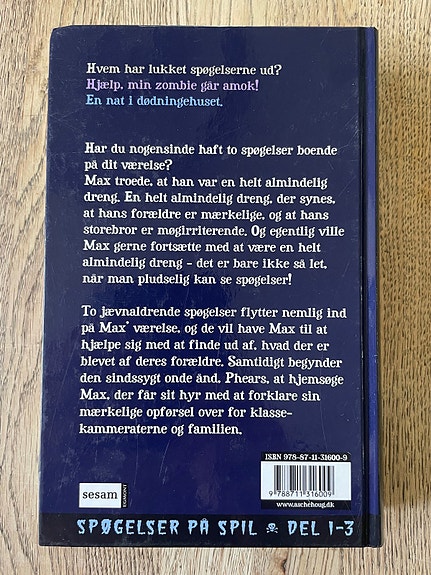 Hvem har lukket spøgelserne ud?
Hjælp, min zombie går amok!
En nat i dødningehuset.
Har du nogensinde haft to spøgelser boende
på dit værelse?
Max troede, at han var en helt almindelig
dreng. En helt almindelig dreng, der synes,
at hans forældre er mærkelige, og at hans
storebror er møgirriterende. Og egentlig ville
Max gerne fortsætte med at være en helt
almindelig dreng – det er bare ikke så let,
når man pludselig kan se spøgelser!
To jævnaldrende spøgelser flytter nemlig ind
på Max' værelse, og de vil have Max til at
hjælpe sig med at finde ud af, hvad der er
blevet af deres forældre. Samtidigt begynder
den sindssygt onde ånd, Phears, at hjemsøge
Max, der får sit hyr med at forklare sin
mærkelige opførsel over for klasse-
kammeraterne og familien.
ISBN 978-87-11-31600-9
9 788711 316009
www.aschehoug.dk
sesam
EGMONT
SPØGELSER PÅ SPIL ☠ DEL 1-3